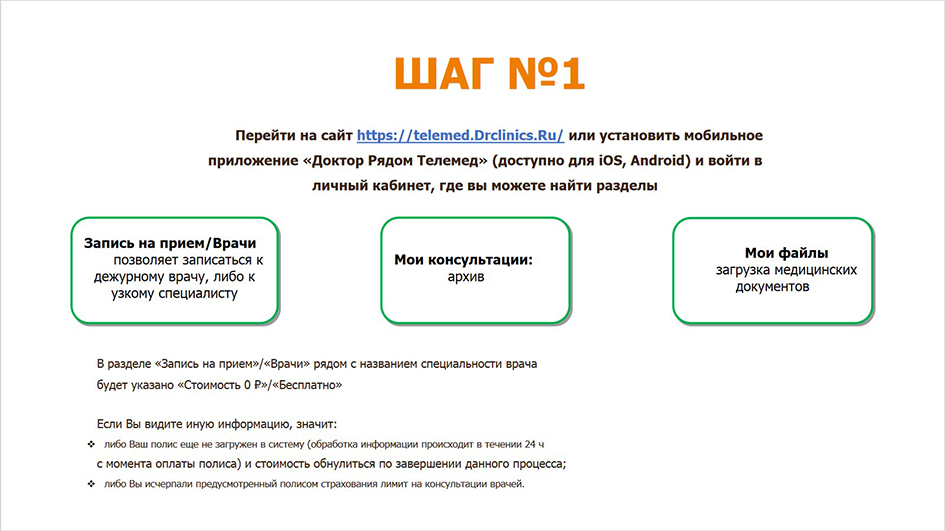 ШАГ №1
Перейти на сайт https://telemed.Drclinics.Ru/ или установить мобильное
приложение «Доктор Рядом Телемед» (доступно для iOS, Android) и войти в
личный кабинет, где вы можете найти разделы
Запись на прием/Врачи
позволяет записаться к
дежурному врачу, либо к
узкому специалисту
Мои консультации:
архив
Мои файлы
загрузка медицинских
документов
В разделе «Запись на прием»/«Врачи» рядом с названием специальности врача
будет указано «Стоимость 0 ₽»/«Бесплатно»
Если Вы видите иную информацию, значит:
❖ либо Ваш полис еще не загружен в систему (обработка информации происходит в течении 24 ч
с момента оплаты полиса) и стоимость обнулиться по завершении данного процесса;
❖ либо Вы исчерпали предусмотренный полисом страхования лимит на консультации врачей.